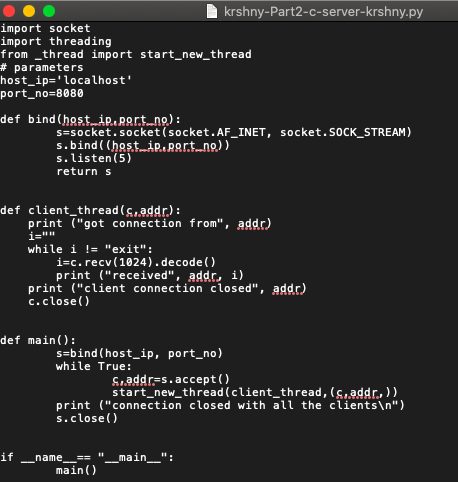 krshny-Part2-c-server-krshny.py
import socket
import threading
from _thread import start_new_thread
# parameters
host_ip='localhost'
port_no=8080
def bind(host_ip,port_no):
s=socket.socket(socket.AF_INET, socket.SOCK_STREAM)
s.bind((host_ip,port_no))
s.listen(5)
return s
def client_thread(c,addr):
print ("got connection from", addr)
i=""
while i != "exit":
i=c.recv(1024).decode()
print ("received", addr, i)
print ("client connection closed", addr)
c.close()
def main():
s=bind(host_ip, port_no)
while True:
c,addr=s.accept()
start_new_thread(client_thread,(c,addr,))
print ("connection closed with all the clients\n")
s.close()
if __name__== "__main__":
main()